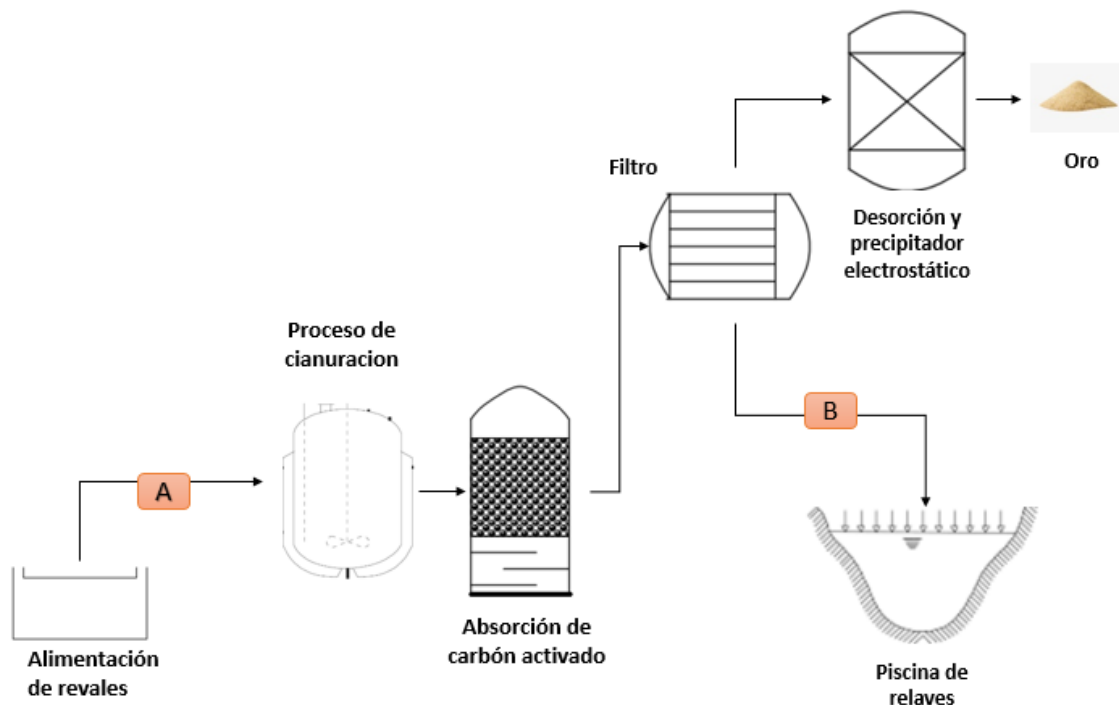 Filtro
Oro
Desorción y
precipitador
electrostático
Proceso de
cianuracion
A
B
Absorción de
carbón activado
Alimentación
de revales
Piscina de
relaves